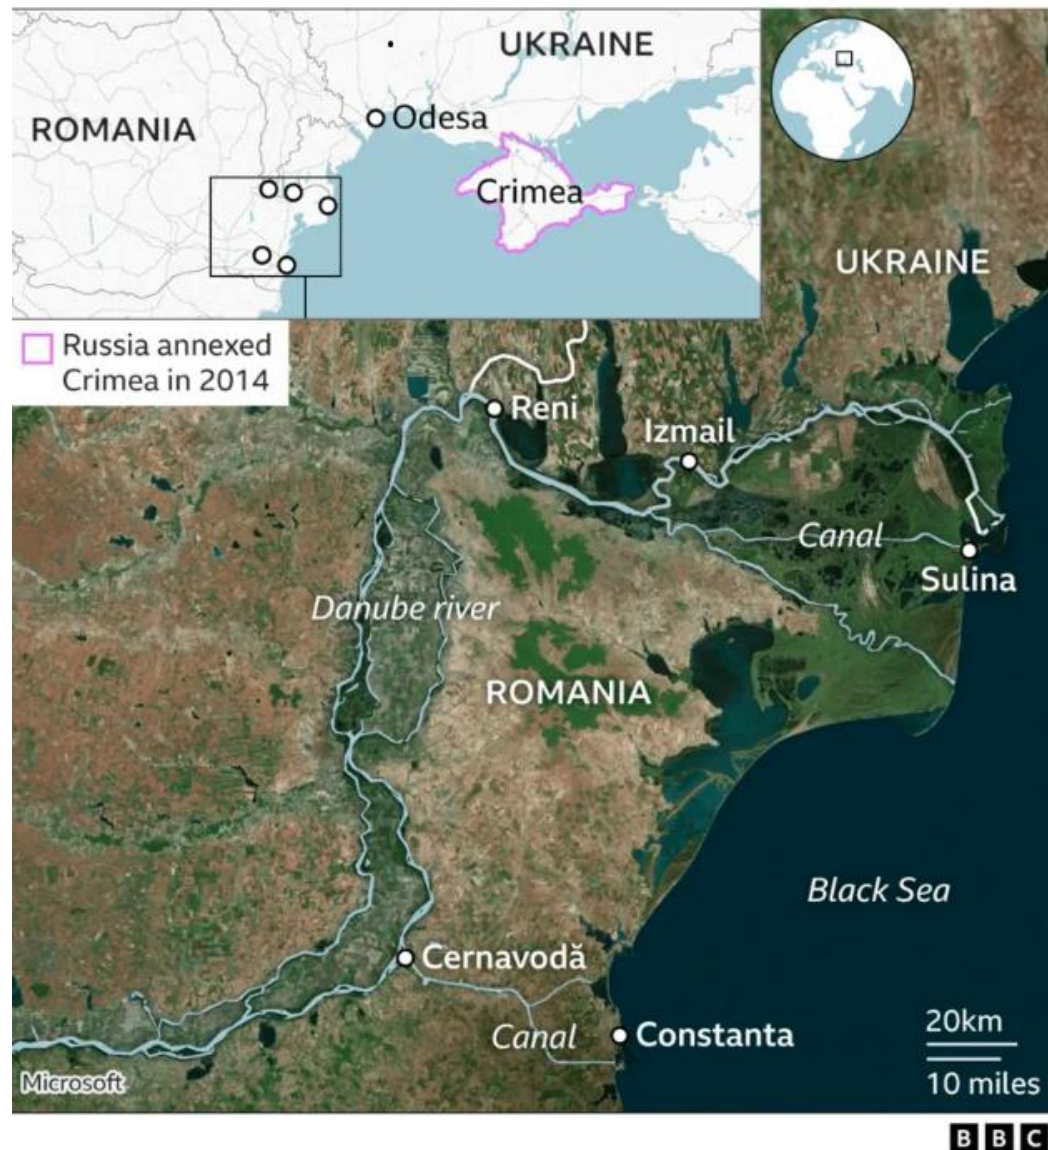 UKRAINE
ROMANIA
Odesa
Crimea
Russia annexed
Crimea in 2014
UKRAINE
Reni
Izmail
Canal
Sulina
Danube river
ROMANIA
Black Sea
Cernavodă
Canal
Constanta
20km
10 miles
Microsoft
BBC